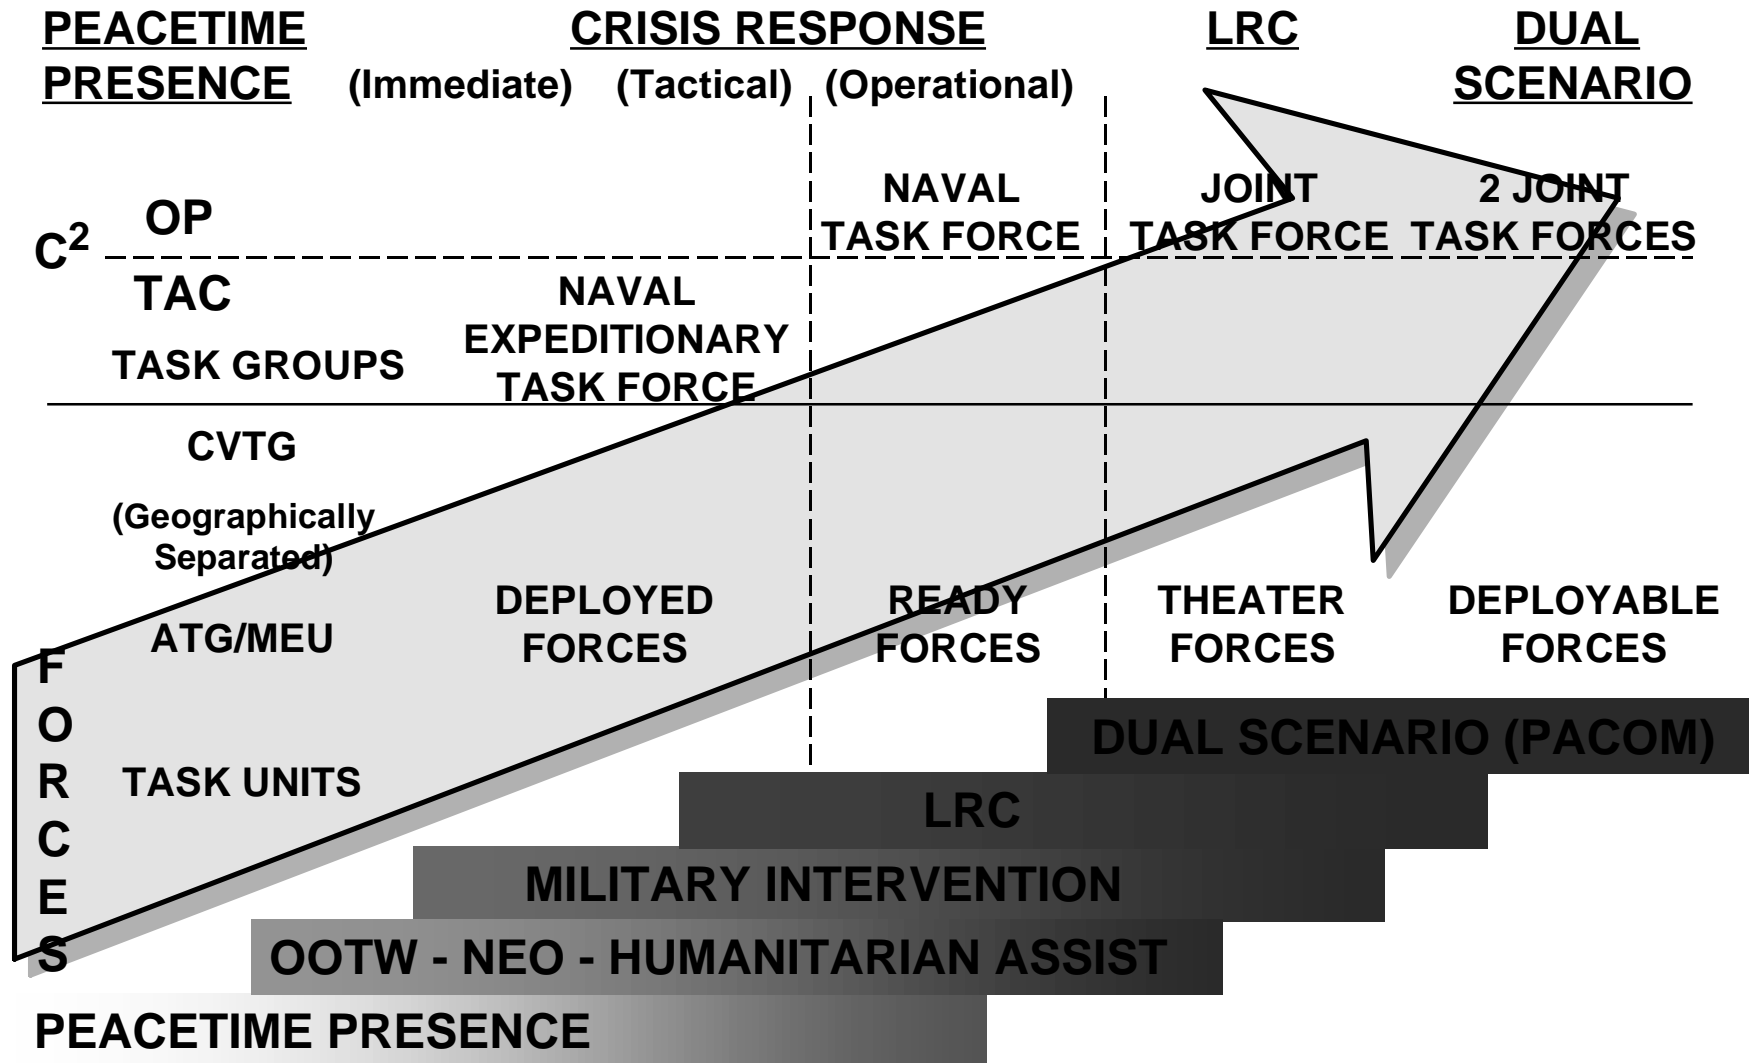 PEACETIME
PRESENCE
CRISIS RESPONSE
(Immediate) (Tactical) (Operational)
LRC
DUAL
SCENARIO
C²
OP
TAC
TASK GROUPS
NAVAL
EXPEDITIONARY
TASK FORCE
NAVAL
TASK FORCE
JOINT
TASK FORCE
2 JOINT
TASK FORCES
FORCES
CVTG
(Geographically
Separated)
ATG/MEU
TASK UNITS
DEPLOYED
FORCES
READY
FORCES
THEATER
FORCES
DEPLOYABLE
FORCES
DUAL SCENARIO (PACOM)
LRC
MILITARY INTERVENTION
OOTW - NEO - HUMANITARIAN ASSIST
PEACETIME PRESENCE